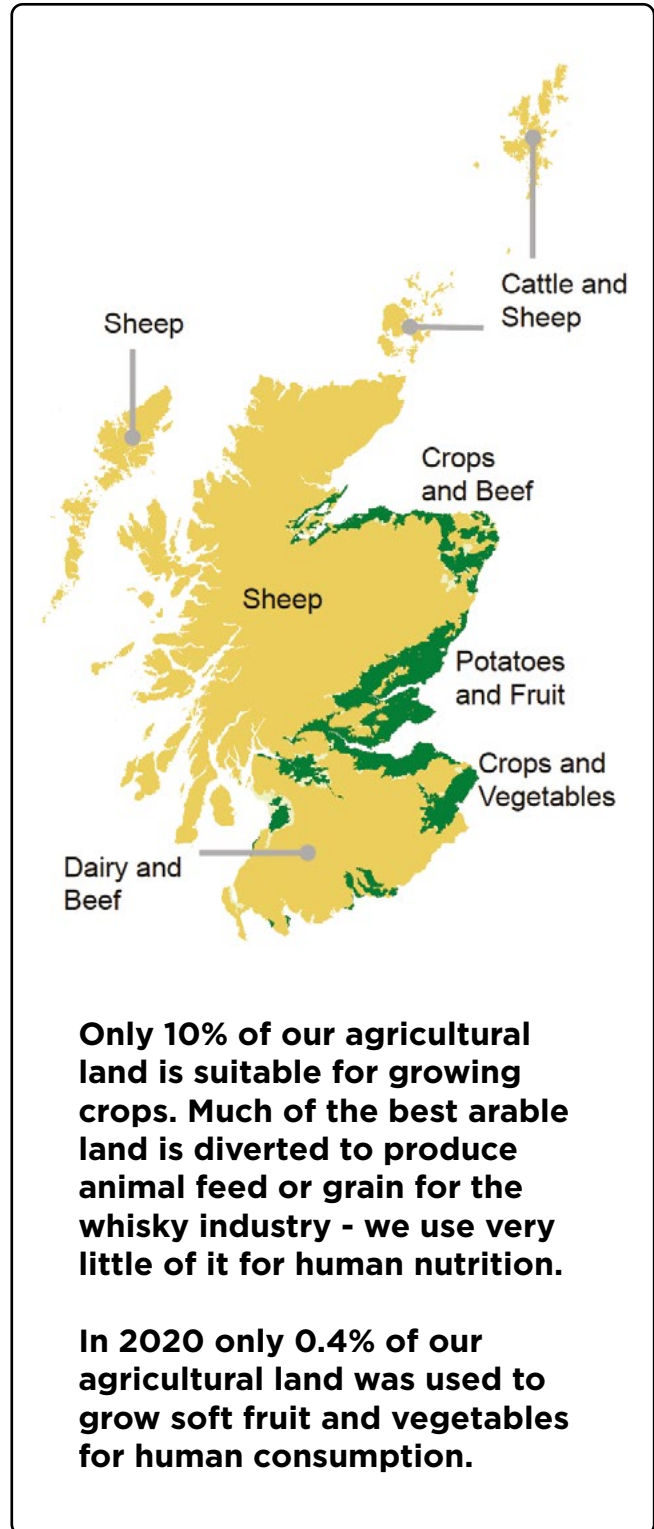 Cattle and
Sheep
Sheep
Crops
and Beef
Sheep
Potatoes
and Fruit
Crops and
Vegetables
Dairy and
Beef
Only 10% of our agricultural
land is suitable for growing
crops. Much of the best arable
land is diverted to produce
animal feed or grain for the
whisky industry - we use very
little of it for human nutrition.
In 2020 only 0.4% of our
agricultural land was used to
grow soft fruit and vegetables
for human consumption.